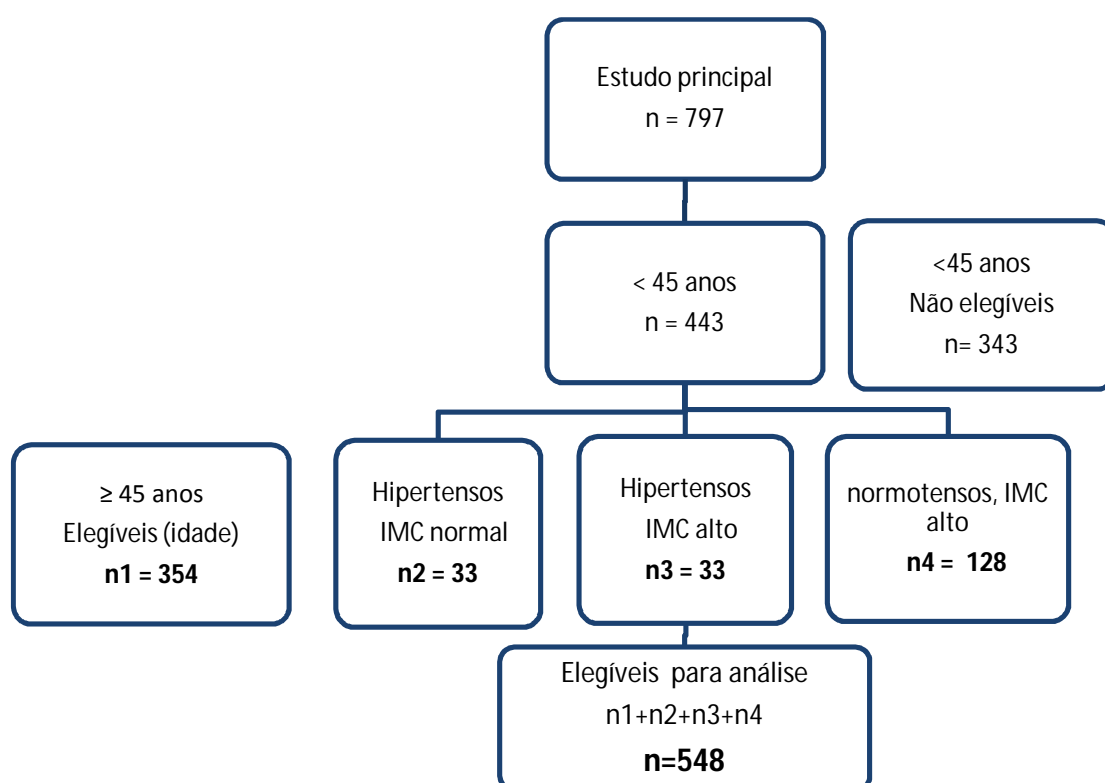 Estudo principal
n = 797
< 45 anos
n = 443
<45 anos
Não elegíveis
n= 343
≥ 45 anos
Elegíveis (idade)
n1 = 354
Hipertensos
IMC normal
n2 = 33
Hipertensos
IMC alto
n3 = 33
normotensos, IMC
alto
n4 = 128
Elegíveis para análise
n1+n2+n3+n4
n=548